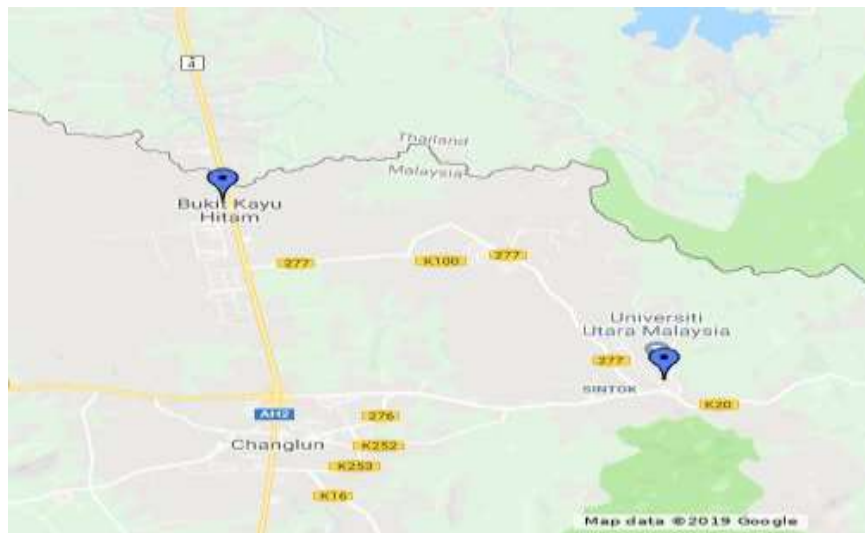 4
Thailand
Malaysia
Bukit Kayu
Hitam
277
K100
277
Universiti
Utara Malaysia
277
SINTOK
K20
AH2
276
Changlun
K252
K253
K16
Map data ©2019 Google